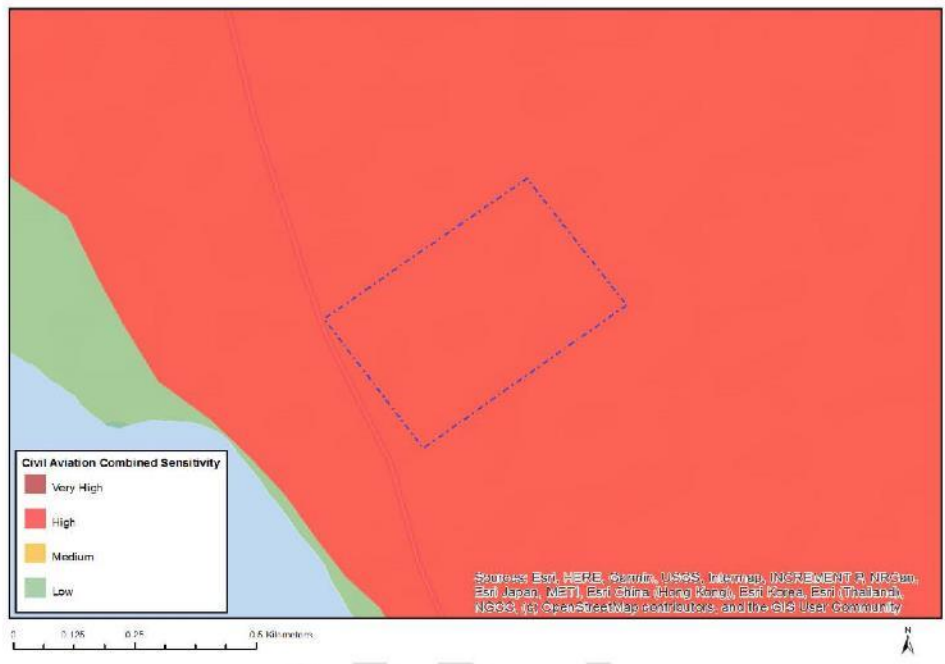 Civil Aviation Combined Sensitivity
Very High
High
Medium
Low
Sources: Esri, HERE, Garmin, USGS, Intermap, INCREMENT P, NRCan,
Esri Japan, METI, Esri China (Hong Kong), Esri Korea, Esri (Thailand),
NGCC, (c) OpenStreetMap contributors, and the GIS User Community
0 0.125 0.25 0.5 Kilometers
N